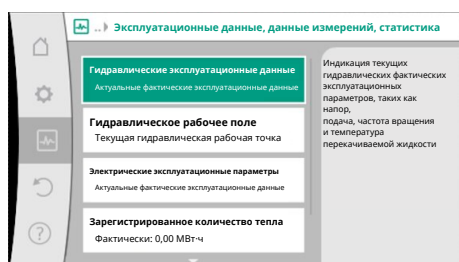 ..▸ Эксплуатационные данные, данные измерений, статистика
Гидравлические эксплуатационные данные
Актуальные фактические эксплуатационные данные
Гидравлическое рабочее поле
Текущая гидравлическая рабочая точка
Электрические эксплуатационные параметры
Актуальные фактические эксплуатационные данные
Зарегистрированное количество тепла
Фактически: 0,00 МВт·ч
Индикация текущих
гидравлических фактических
эксплуатационных
параметров, таких как
напор,
подача, частота вращения
и температура
перекачиваемой жидкости